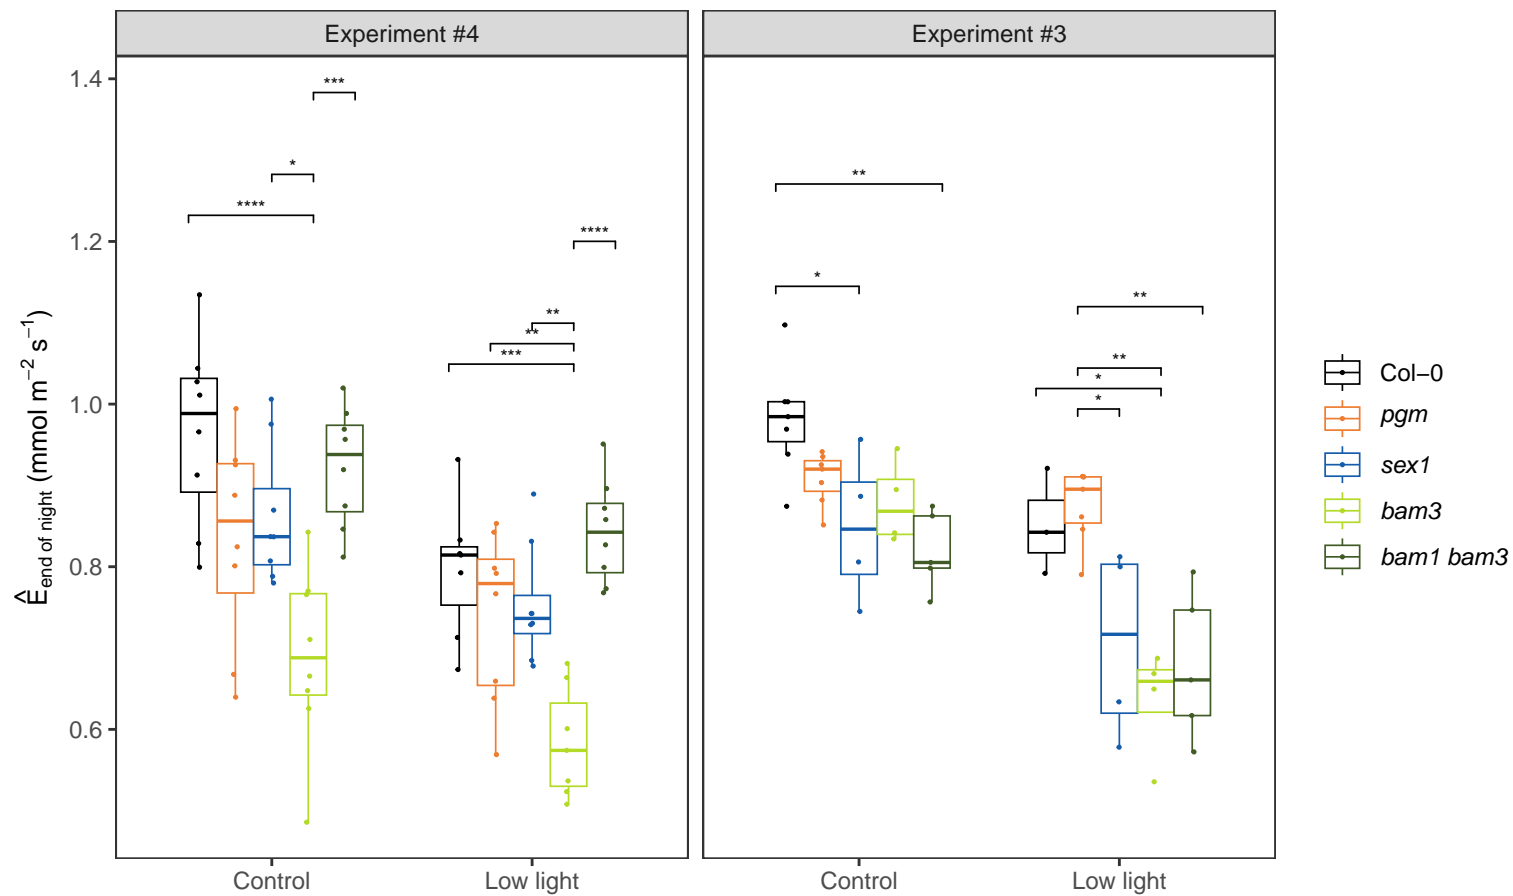 Experiment #4
Experiment #3
1.4
1.2
1.0
0.8
0.6
Ê end of night (mmol m−2 s−1)
***
*
****
****
**
**
***
**
*
**
**
*
*
Control
Low light
Control
Low light
Col−0
pgm
sex1
bam3
bam1 bam3